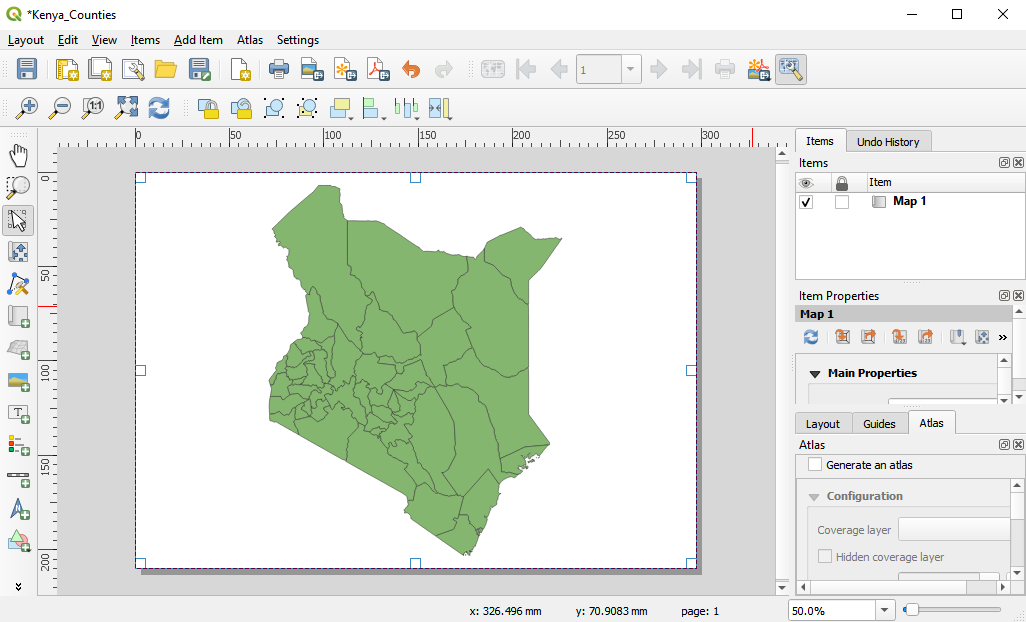 *Kenya_Counties
Layout Edit View Items Add Item Atlas Settings
1
1:1
0 50 100 150 200 250 300
0
50
100
150
200
Items Undo History
Items
Item
Map 1
Item Properties
Map 1
»
Main Properties
Layout Guides Atlas
Atlas
Generate an atlas
Configuration
Coverage layer
Hidden coverage layer
T
x: 326.496 mm y: 70.9083 mm page: 1 50.0%